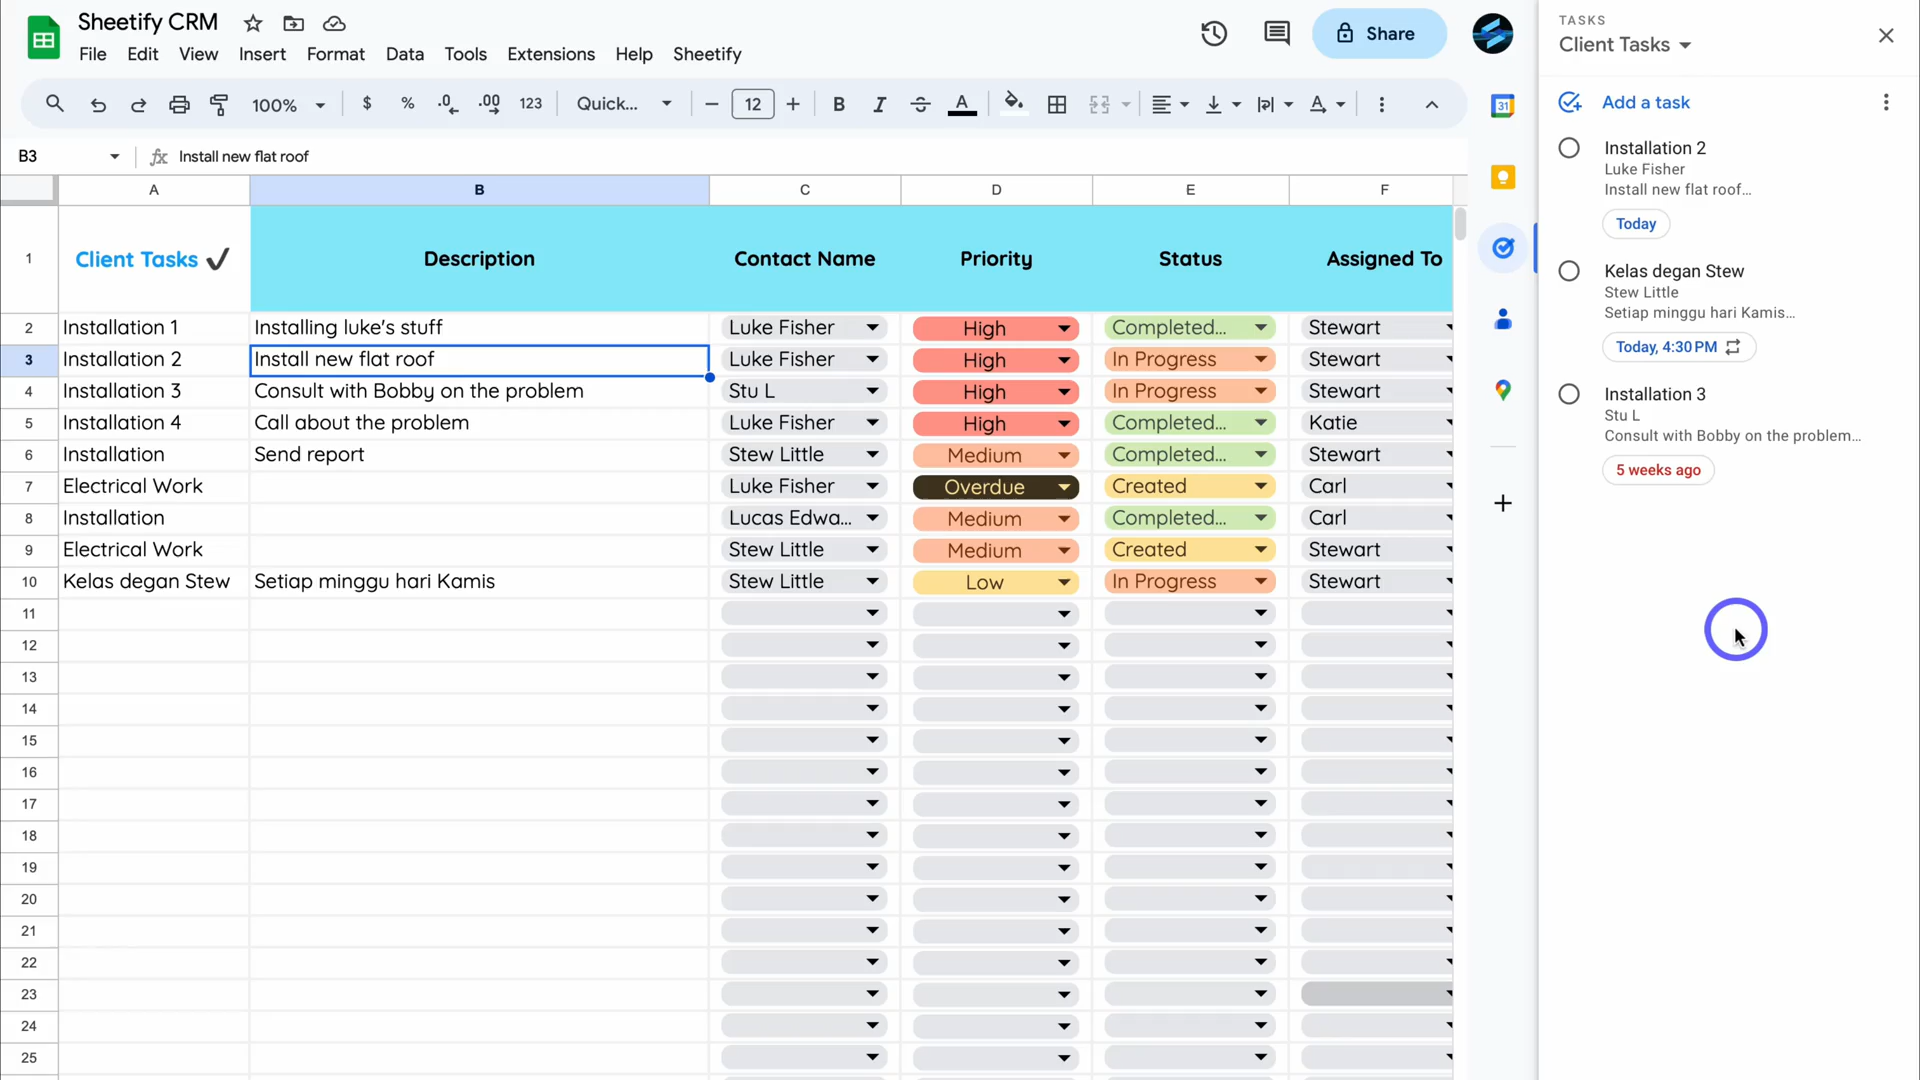 Sheetify CRM
File Edit View Insert Format Data Tools Extensions Help Sheetify
Share
100% $ % .0 .00 123 Quick... 12 B I A A
B3 fx Install new flat roof
A B C D E F
1 Client Tasks ✓ Description Contact Name Priority Status Assigned To
2 Installation 1 Installing luke's stuff Luke Fisher High Completed... Stewart
3 Installation 2 Install new flat roof Luke Fisher High In Progress Stewart
4 Installation 3 Consult with Bobby on the problem Stu L High In Progress Stewart
5 Installation 4 Call about the problem Luke Fisher High Completed... Katie
6 Installation Send report Stew Little Medium Completed... Stewart
7 Electrical Work Luke Fisher Overdue Created Carl
8 Installation Lucas Edwa... Medium Completed... Carl
9 Electrical Work Stew Little Medium Created Stewart
10 Kelas degan Stew Setiap minggu hari Kamis Stew Little Low In Progress Stewart
11
12
13
14
15
16
17
18
19
20
21
22
23
24
25
31
TASKS
Client Tasks
Add a task
Installation 2
Luke Fisher
Install new flat roof...
Today
Kelas degan Stew
Stew Little
Setiap minggu hari Kamis...
Today, 4:30 PM
Installation 3
Stu L
Consult with Bobby on the problem...
5 weeks ago